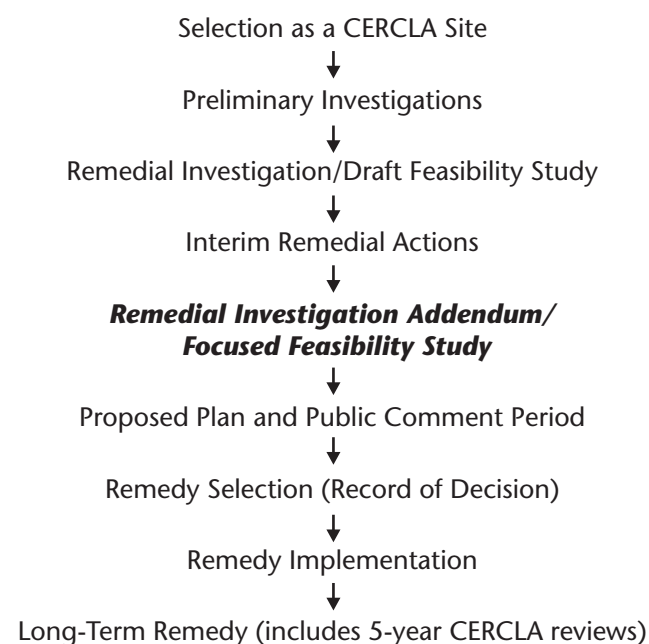 Selection as a CERCLA Site
Preliminary Investigations
Remedial Investigation/Draft Feasibility Study
Interim Remedial Actions
Remedial Investigation Addendum/
Focused Feasibility Study
Proposed Plan and Public Comment Period
Remedy Selection (Record of Decision)
Remedy Implementation
Long-Term Remedy (includes 5-year CERCLA reviews)